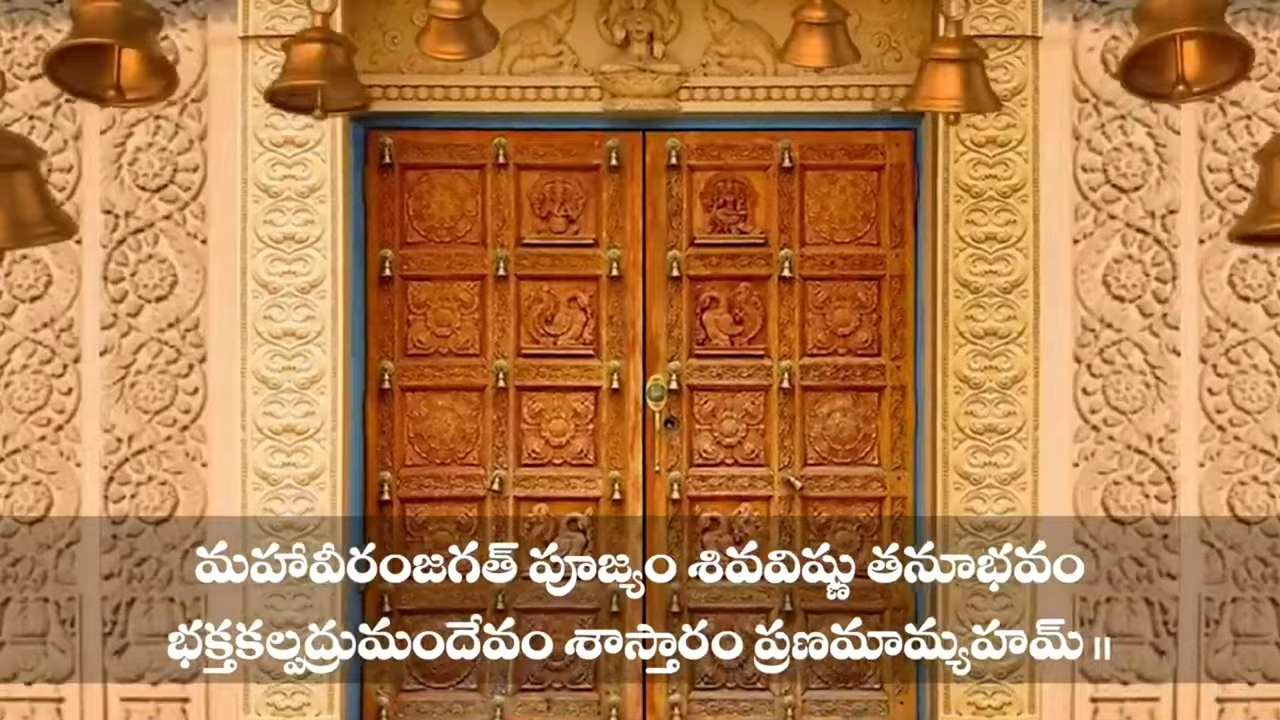 మహావీరంజగత్ పూజ్యం శివవిష్ణు తనూభవం
భక్తకల్పద్రుమందేవం శాస్తారం ప్రణమామ్యహమ్ ॥